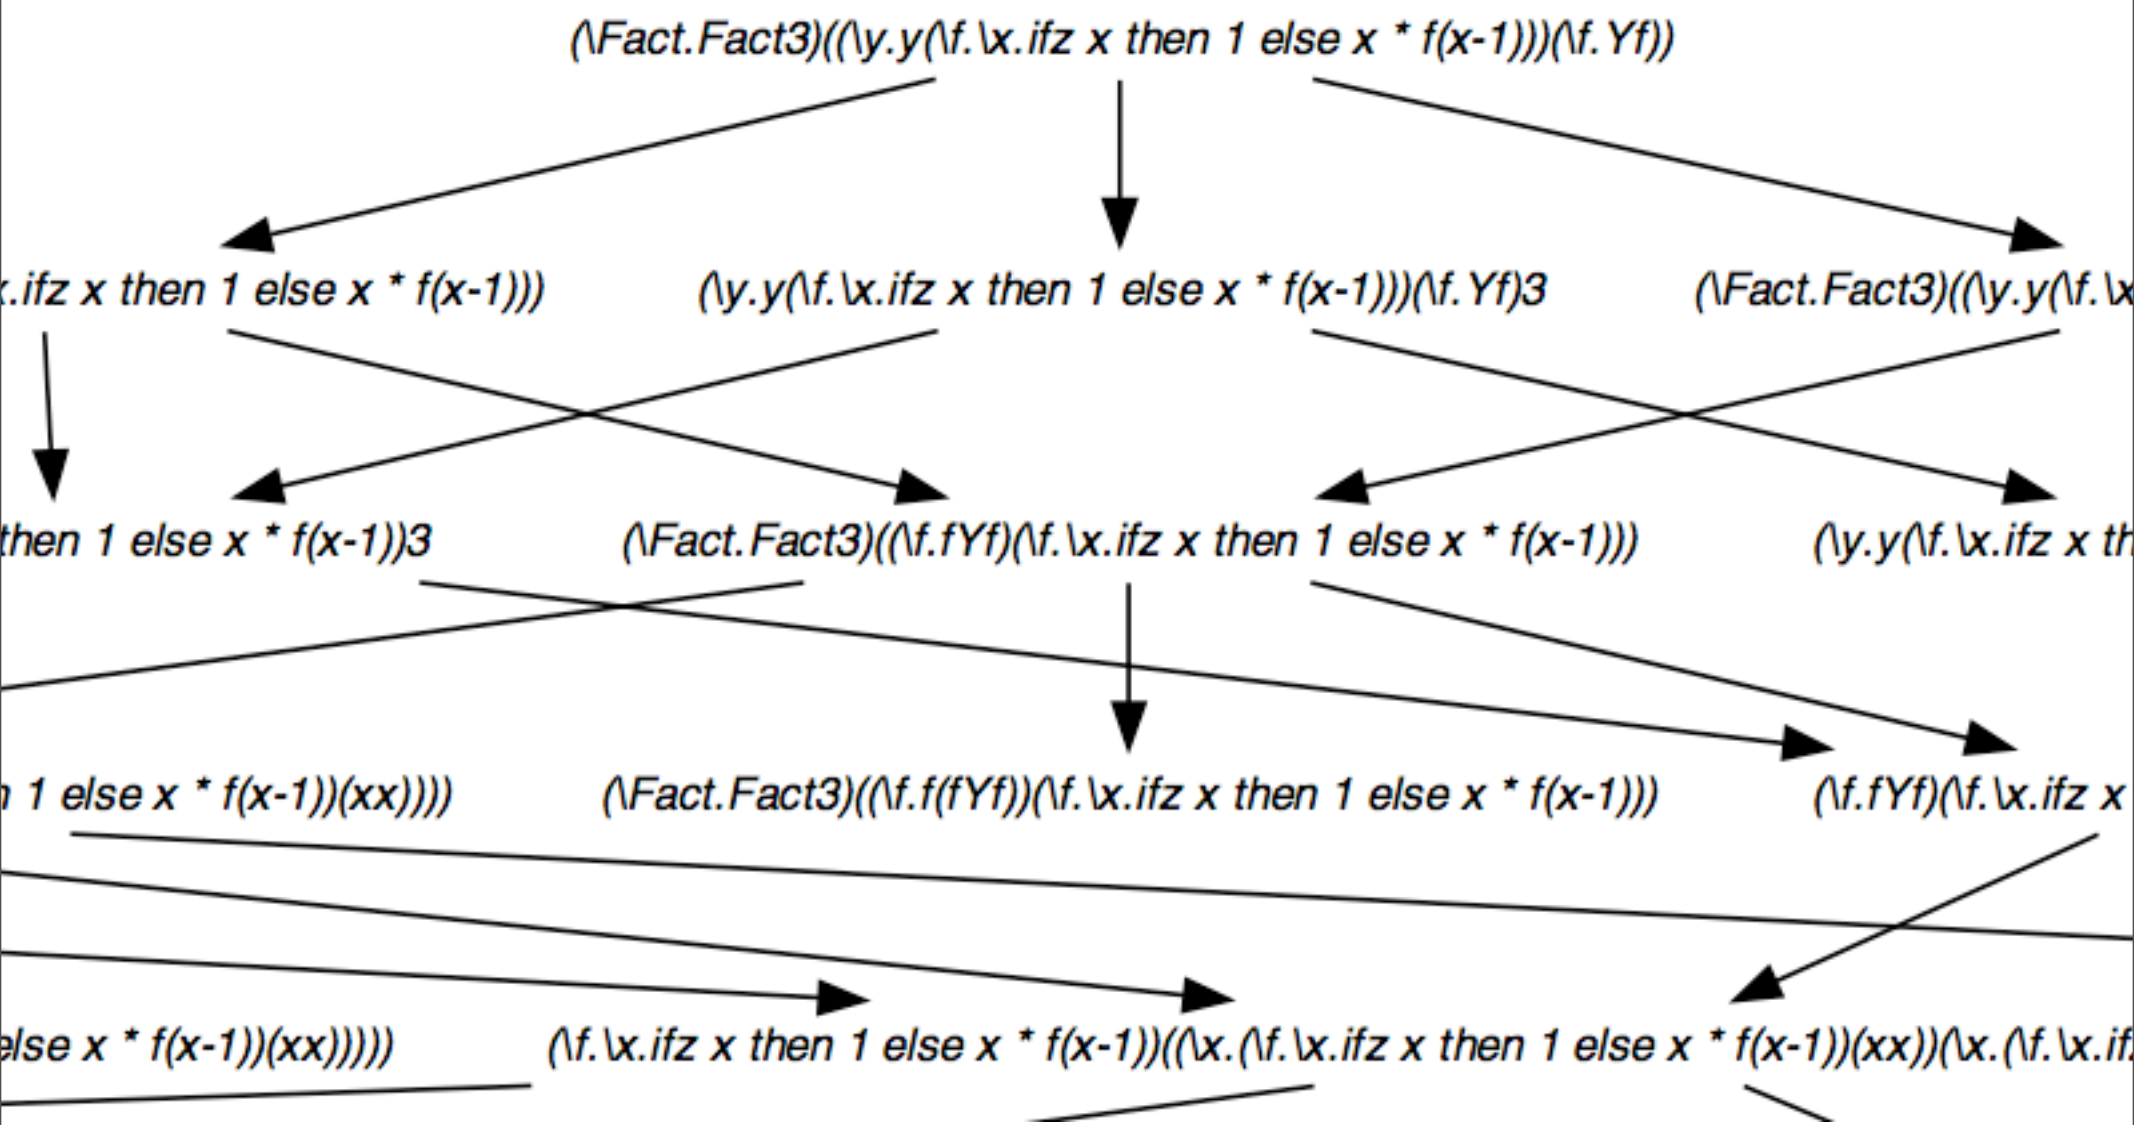 (\Fact.Fact3)((\y.y(\f.\x.ifz x then 1 else x * f(x-1)))(\f.Yf))
x.ifz x then 1 else x * f(x-1))) (\y.y(\f.\x.ifz x then 1 else x * f(x-1)))(\f.Yf)3 (\Fact.Fact3)((\y.y(\f.\x
then 1 else x * f(x-1))3 (\Fact.Fact3)((\f.fYf)(\f.\x.ifz x then 1 else x * f(x-1))) (\y.y(\f.\x.ifz x th
1 else x * f(x-1))(xx)))) (\Fact.Fact3)((\f.f(fYf))(\f.\x.ifz x then 1 else x * f(x-1))) (\f.fYf)(\f.\x.ifz x
else x * f(x-1))(xx))))) (\f.\x.ifz x then 1 else x * f(x-1))((\x.(\f.\x.ifz x then 1 else x * f(x-1))(xx))(\x.(\f.\x.if